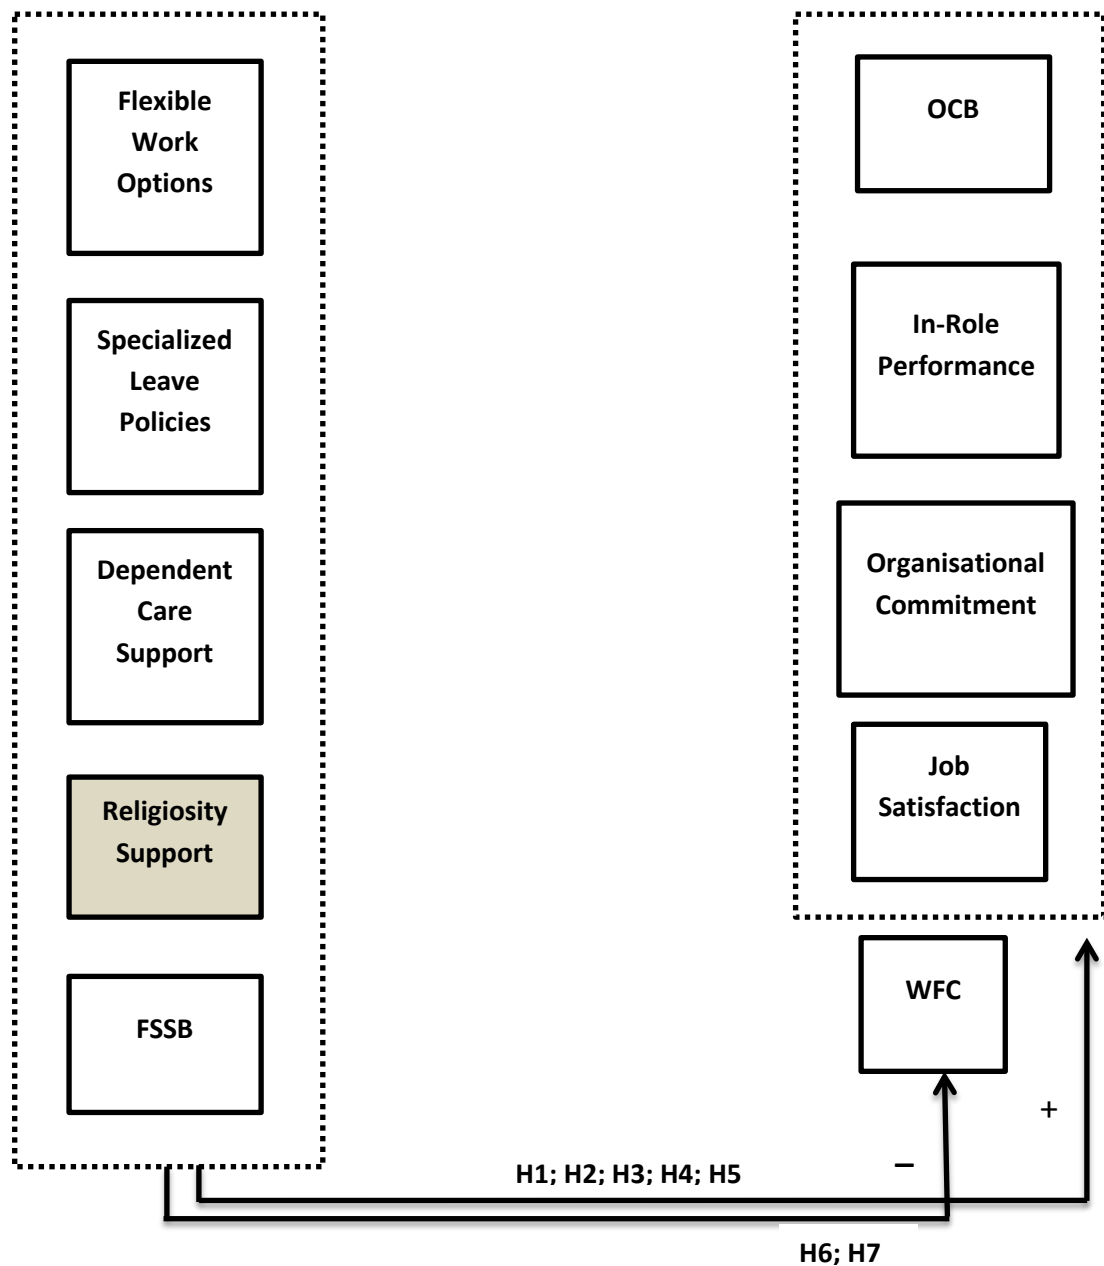 Flexible
Work
Options
Specialized
Leave
Policies
Dependent
Care
Support
Religiosity
Support
FSSB
OCB
In-Role
Performance
Organisational
Commitment
Job
Satisfaction
WFC
+
–
H1; H2; H3; H4; H5
H6; H7